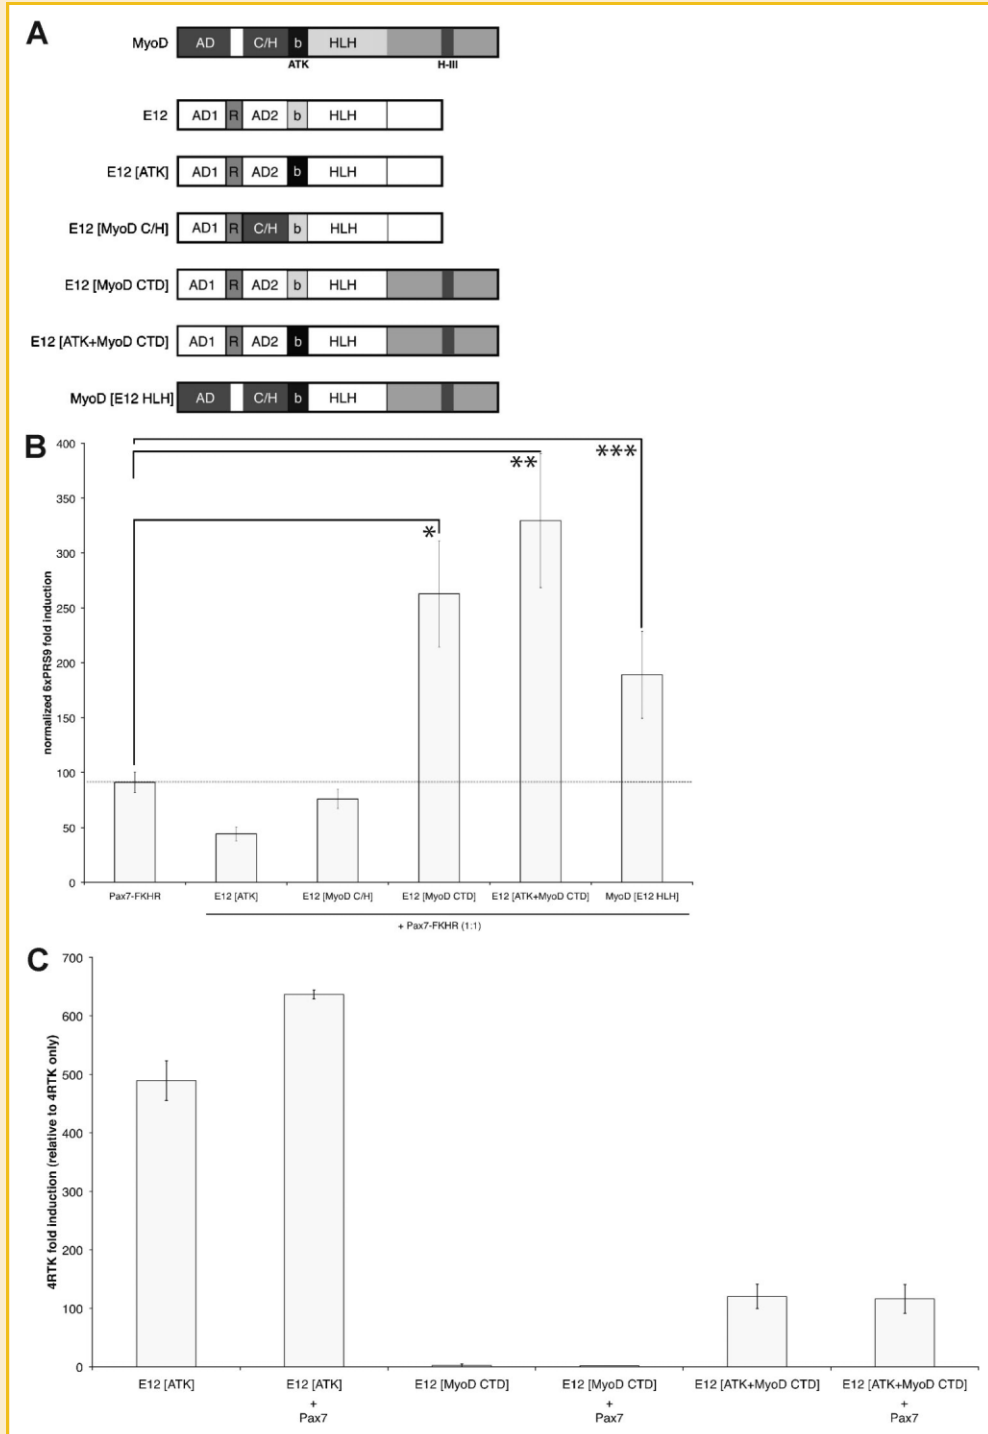 A
MyoD AD C/H b HLH
ATK H-III
E12 AD1 R AD2 b HLH
E12 [ATK] AD1 R AD2 b HLH
E12 [MyoD C/H] AD1 R C/H b HLH
E12 [MyoD CTD] AD1 R AD2 b HLH
E12 [ATK+MyoD CTD] AD1 R AD2 b HLH
MyoD [E12 HLH] AD C/H b HLH
B
normalized 6xPRS9 fold induction
400
350
300
250
200
150
100
50
0
* ** ***
Pax7-FKHR E12 [ATK] E12 [MyoD C/H] E12 [MyoD CTD] E12 [ATK+MyoD CTD] MyoD [E12 HLH]
+ Pax7-FKHR (1:1)
C
4RTK fold induction (relative to 4RTK only)
700
600
500
400
300
200
100
0
E12 [ATK] E12 [ATK] E12 [MyoD CTD] E12 [MyoD CTD] E12 [ATK+MyoD CTD] E12 [ATK+MyoD CTD]
+ + +
Pax7 Pax7 Pax7